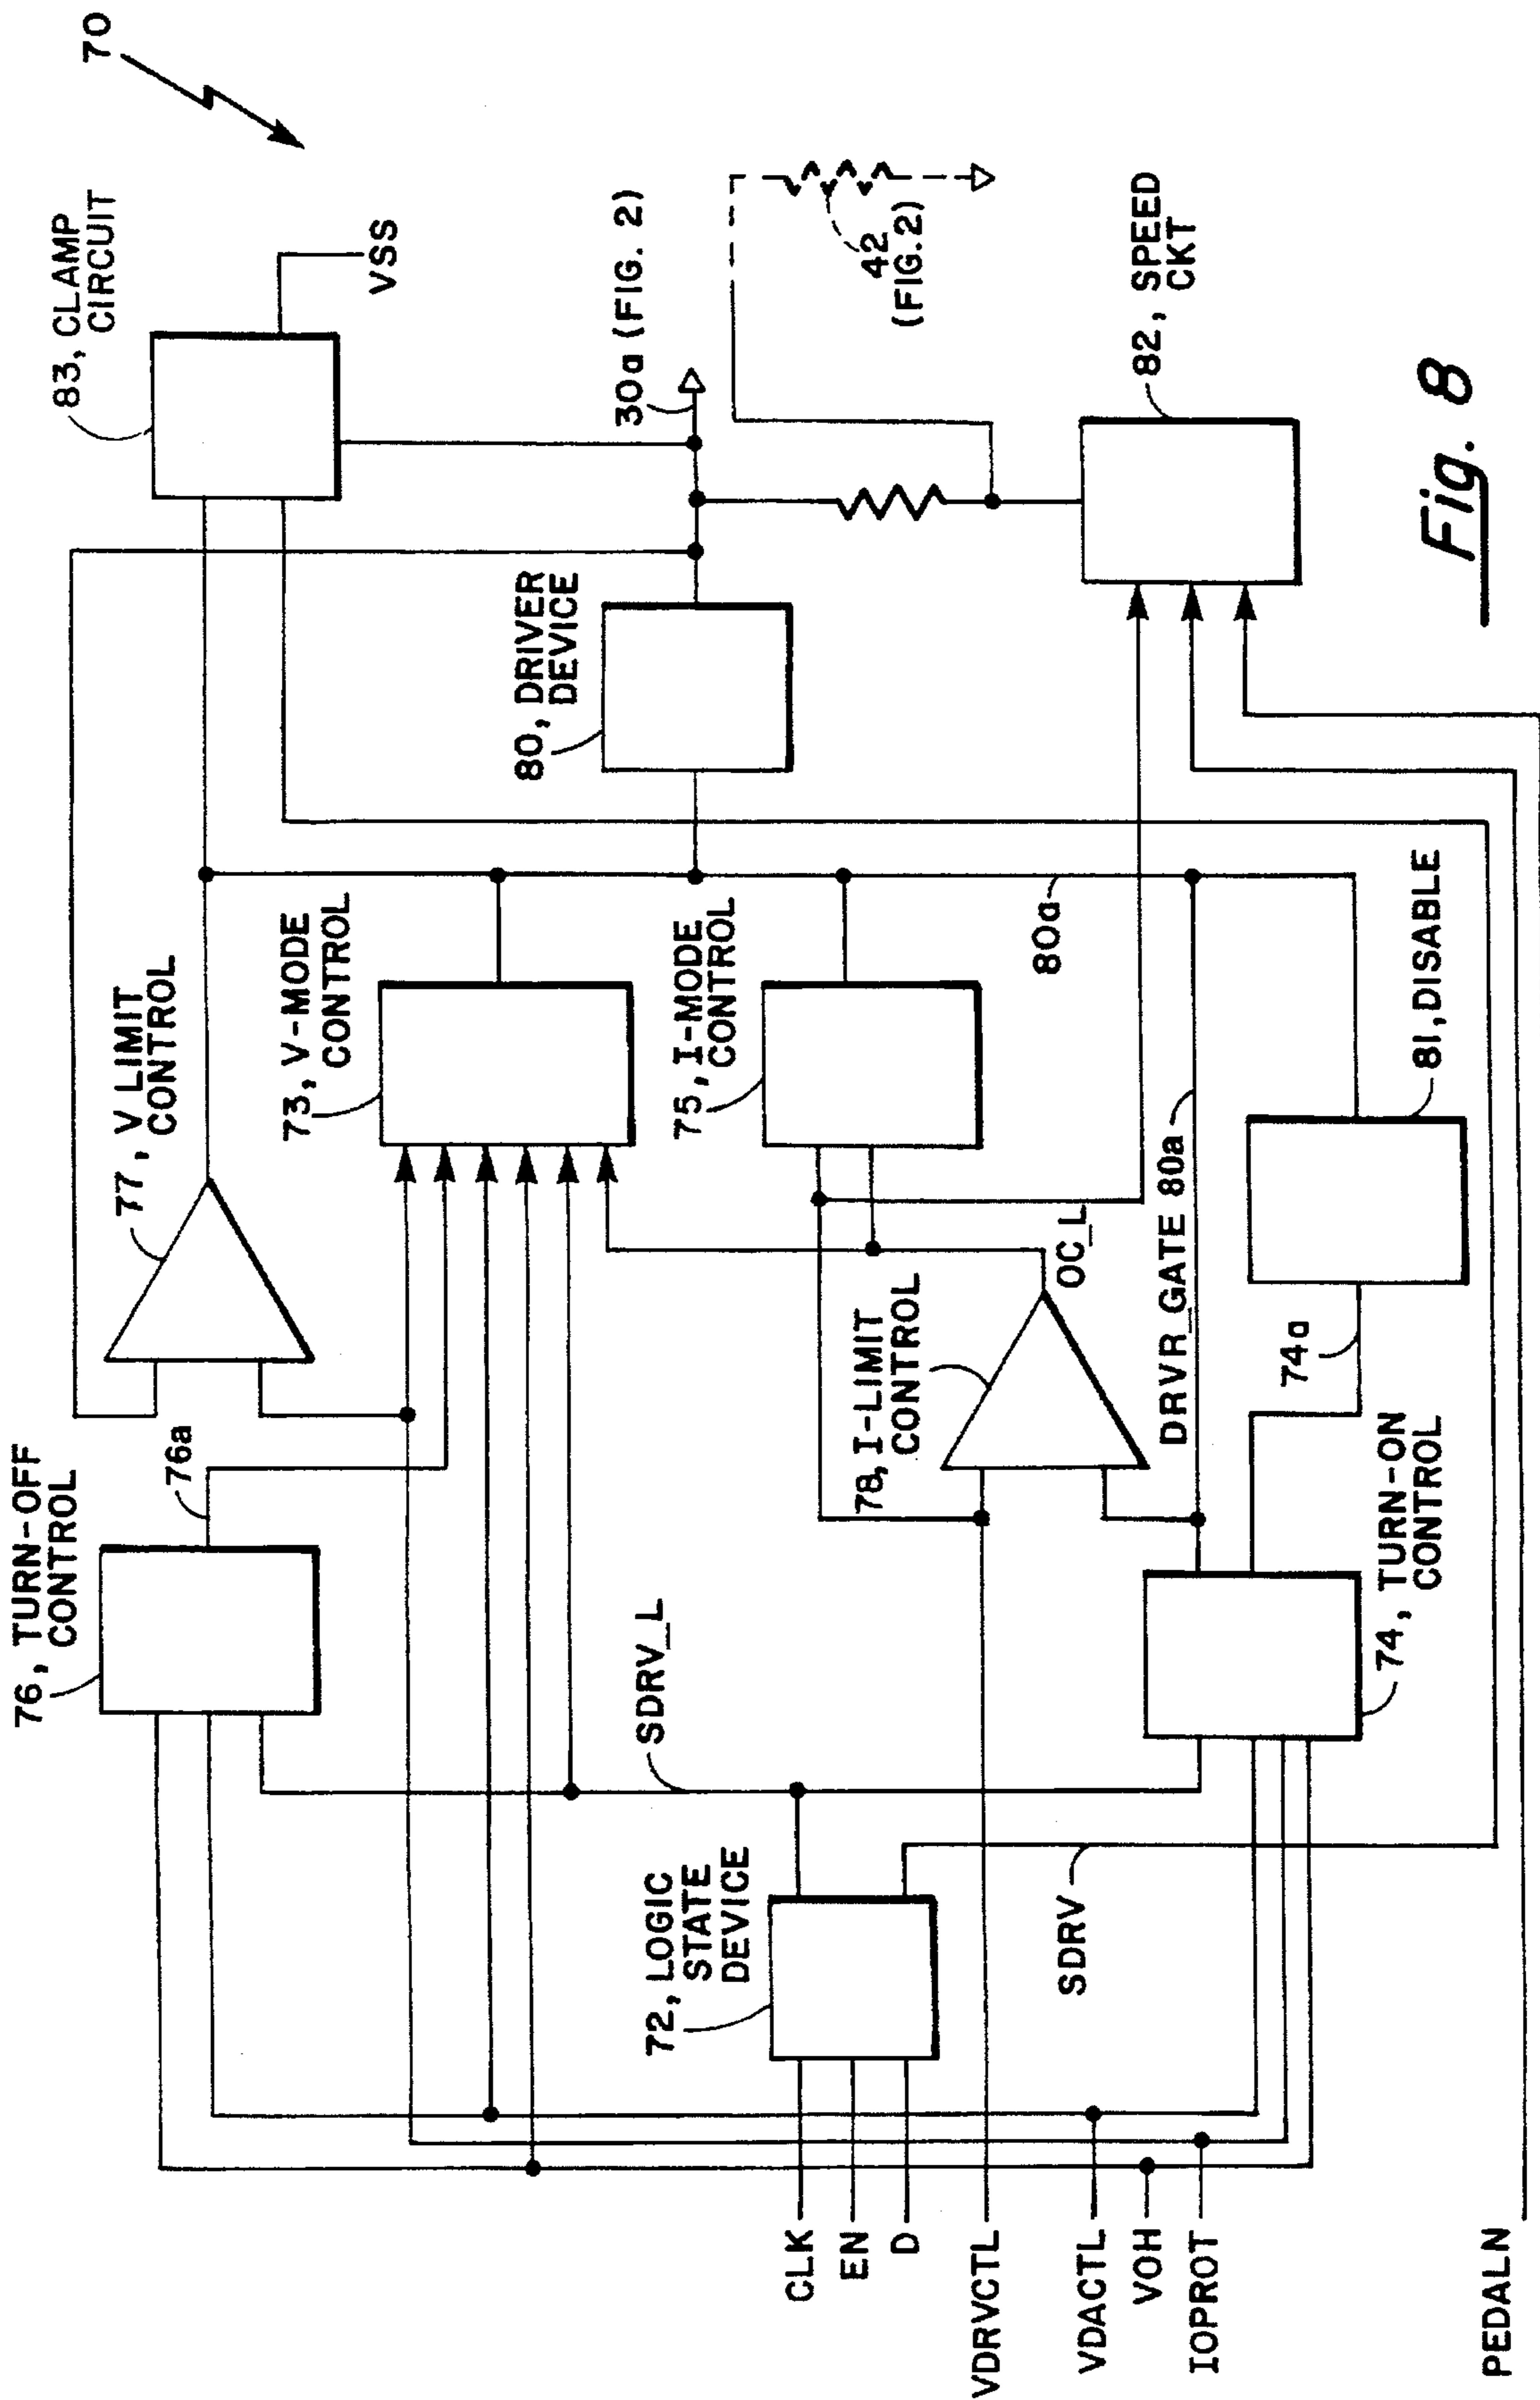 70
83, CLAMP
CIRCUIT
VSS
30a (FIG. 2)
42
(FIG.2)
82, SPEED
CKT
80, DRIVER
DEVICE
77, V LIMIT
CONTROL
73, V-MODE
CONTROL
75, I-MODE
CONTROL
80a
81, DISABLE
76, TURN-OFF
CONTROL
76a
78, I-LIMIT
CONTROL
OC_L
DRVR_GATE 80a
74a
74, TURN-ON
CONTROL
SDRV_L
72, LOGIC
STATE
DEVICE
SDRV
CLK
EN
D
VDRVCTL
VDACTL
VOH
IOPROT
PEDALN
Fig. 8